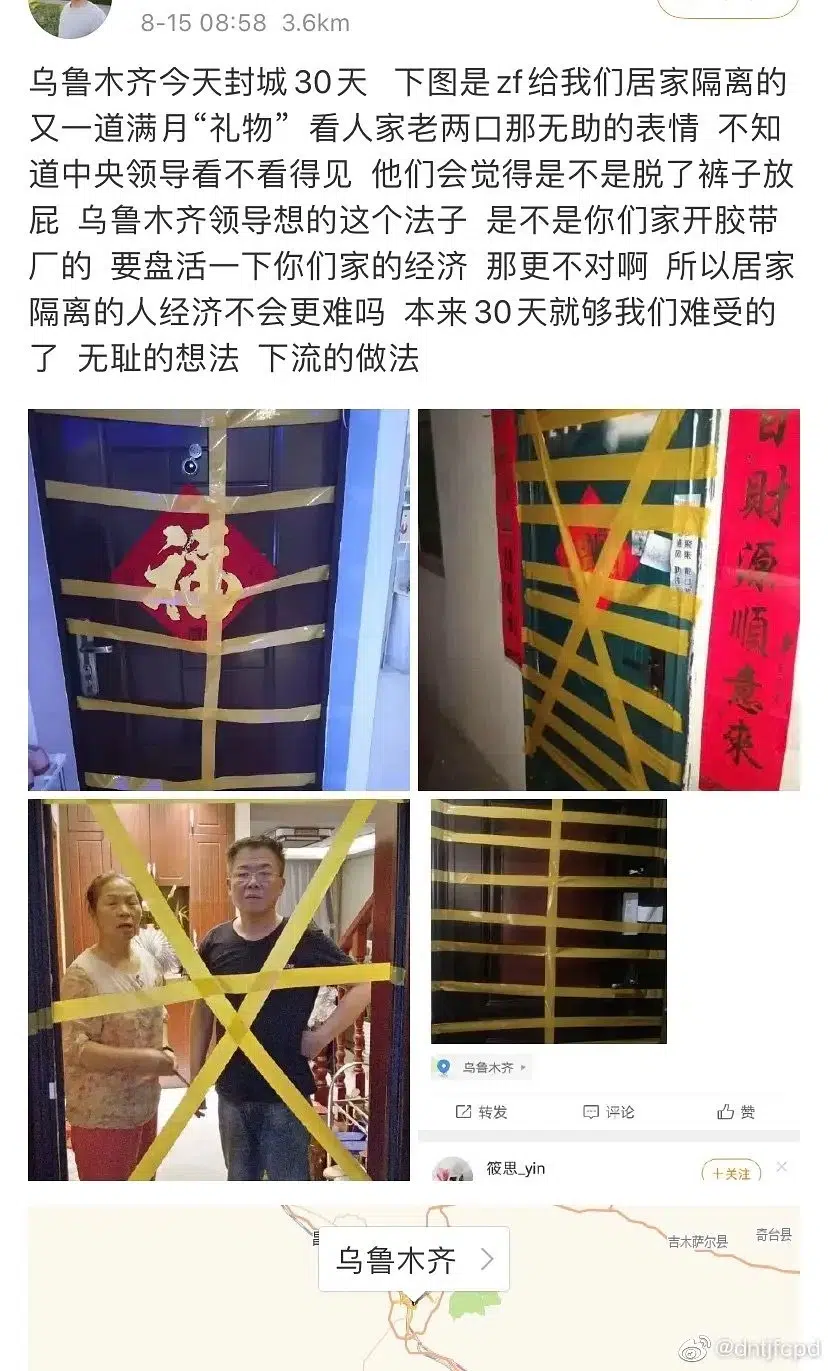 8-15 08:58 3.6km
乌鲁木齐今天封城30天 下图是zf给我们居家隔离的
又一道满月“礼物” 看人家老两口那无助的表情 不知
道中央领导看不看得见 他们会觉得是不是脱了裤子放
屁 乌鲁木齐领导想的这个法子 是不是你们家开胶带
厂的 要盘活一下你们家的经济 那更不对啊 所以居家
隔离的人经济不会更难吗 本来30天就够我们难受的
了 无耻的想法 下流的做法
福
財源順意來
乌鲁木齐
转发 评论 赞
筱思_yin
+关注
乌鲁木齐
吉木萨尔县
奇台县
@dntjfcpd